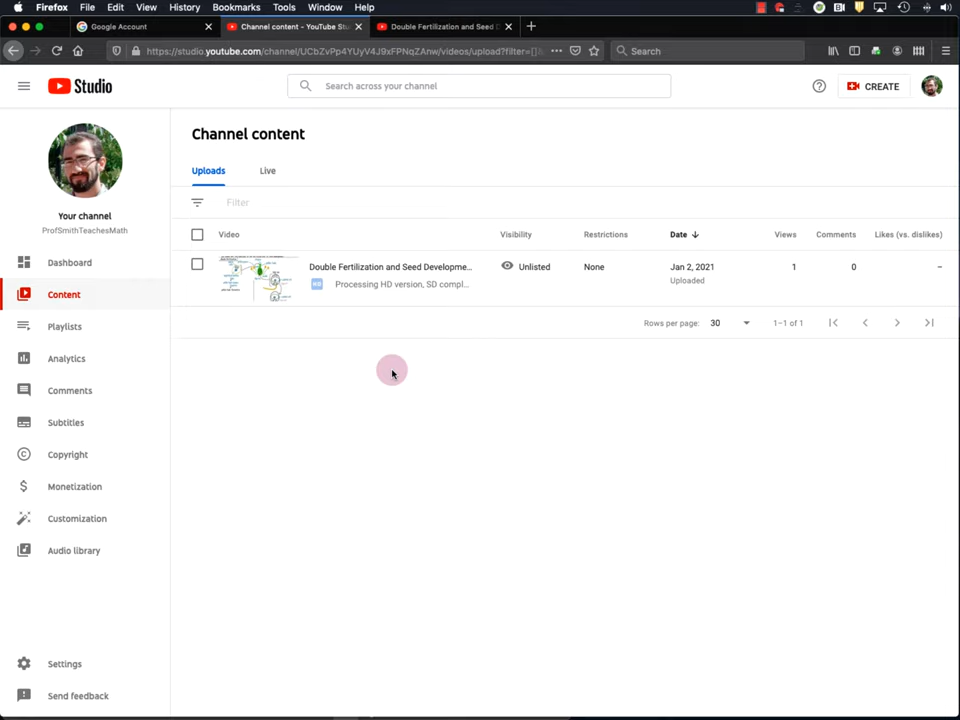 Firefox File Edit View History Bookmarks Tools Window Help
Google Account
Channel content - YouTube Stu
Double Fertilization and Seed D
https://studio.youtube.com/channel/UCbZvPp4YUyV4J9xFPNqZAnw/videos/upload?filter=[]&
Search
Studio
Search across your channel
CREATE
Your channel
ProfSmithTeachesMath
Dashboard
Content
Playlists
Analytics
Comments
Subtitles
Copyright
Monetization
Customization
Audio library
Settings
Send feedback
Channel content
Uploads Live
Filter
Video Visibility Restrictions Date Views Comments Likes (vs. dislikes)
Double Fertilization and Seed Developme... Unlisted None Jan 2, 2021 1 0 –
HD Processing HD version, SD compl... Uploaded
Rows per page: 30 1–1 of 1